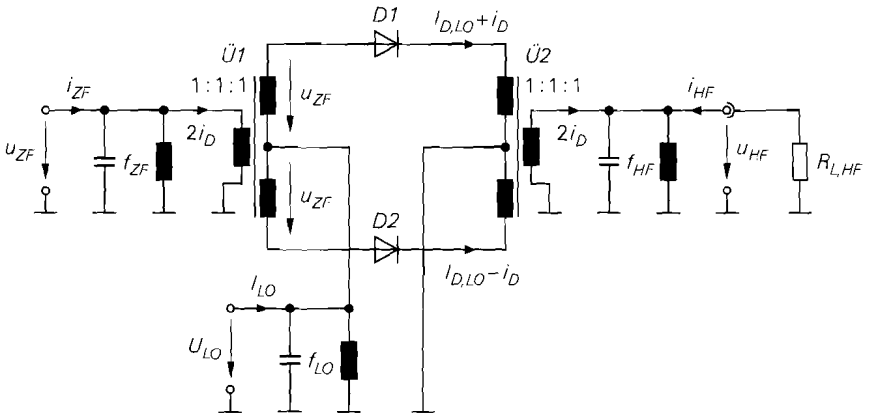 D1
I_D,LO + i_D
Ü1
Ü2
1:1:1
1:1:1
i_ZF
u_ZF
i_HF
2i_D
2i_D
u_ZF
f_ZF
f_HF
u_HF
R_L,HF
u_ZF
D2
I_D,LO − i_D
I_LO
U_LO
f_LO